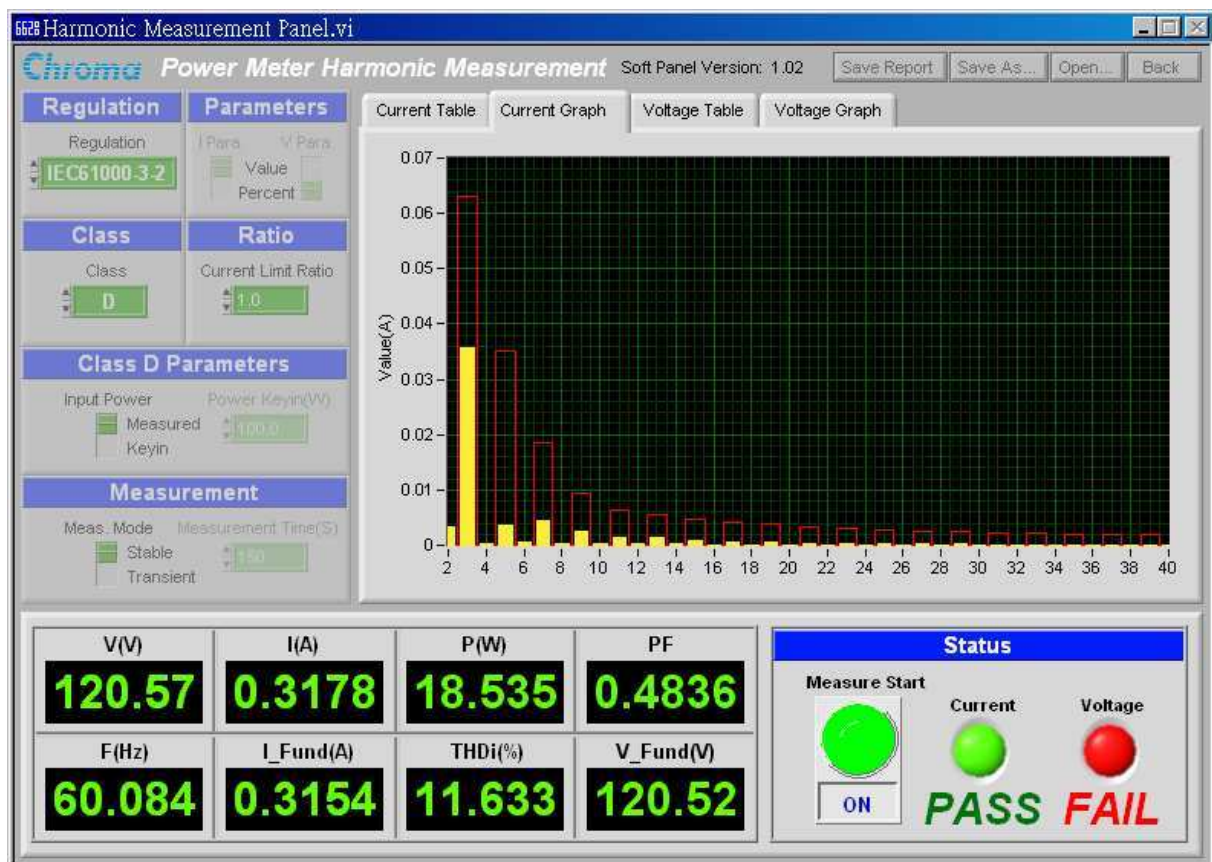 6628 Harmonic Measurement Panel.vi
Chroma Power Meter Harmonic Measurement Soft Panel Version: 1.02 Save Report Save As... Open... Back
Regulation
Regulation
IEC61000-3-2
Parameters
I Para V Para
Value
Percent
Class
Class
D
Ratio
Current Limit Ratio
1.0
Class D Parameters
Input Power Power Keyin(W)
Measured 100.0
Keyin
Measurement
Meas. Mode Measurement Time(S)
Stable 150
Transient
Current Table Current Graph Voltage Table Voltage Graph
Value(A)
0.07
0.06
0.05
0.04
0.03
0.02
0.01
0
2 4 6 8 10 12 14 16 18 20 22 24 26 28 30 32 34 36 38 40
V(V) I(A) P(W) PF
120.57 0.3178 18.535 0.4836
F(Hz) I_Fund(A) THDi(%) V_Fund(V)
60.084 0.3154 11.633 120.52
Status
Measure Start
ON
Current
PASS
Voltage
FAIL